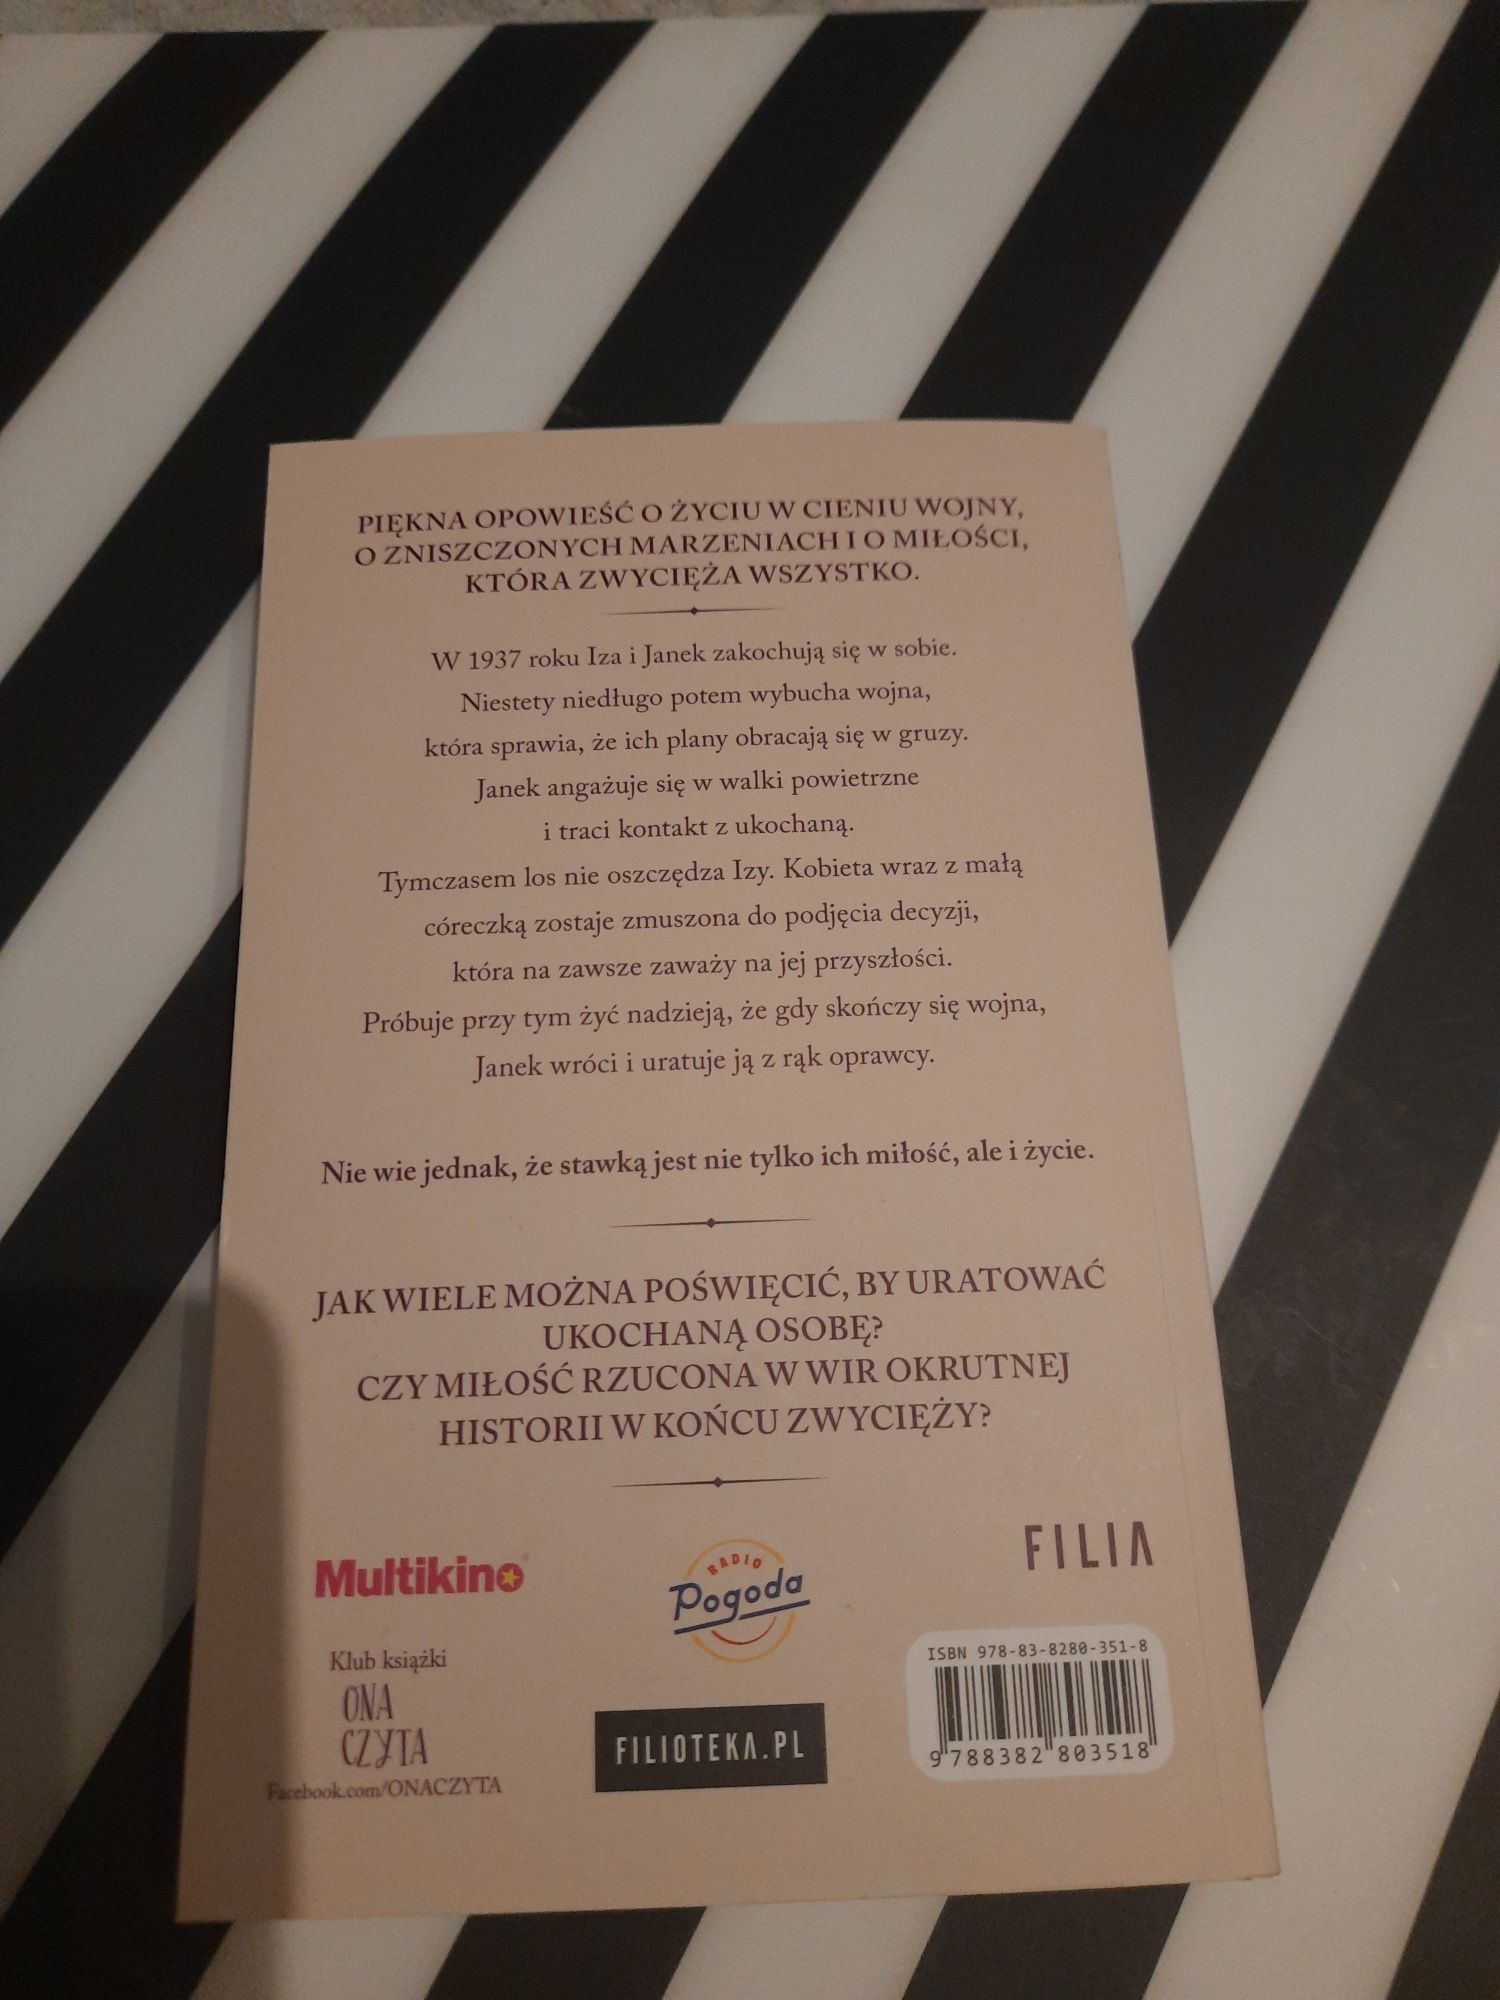 PIĘKNA OPOWIEŚĆ O ŻYCIU W CIENIU WOJNY,
O ZNISZCZONYCH MARZENIACH I O MIŁOŚCI,
KTÓRA ZWYCIĘŻA WSZYSTKO.
W 1937 roku Iza i Janek zakochują się w sobie.
Niestety niedługo potem wybucha wojna,
która sprawia, że ich plany obracają się w gruzy.
Janek angażuje się w walki powietrzne
i traci kontakt z ukochaną.
Tymczasem los nie oszczędza Izy. Kobieta wraz z małą
córeczką zostaje zmuszona do podjęcia decyzji,
która na zawsze zaważy na jej przyszłości.
Próbuje przy tym żyć nadzieją, że gdy skończy się wojna,
Janek wróci i uratuje ją z rąk oprawcy.
Nie wie jednak, że stawką jest nie tylko ich miłość, ale i życie.
JAK WIELE MOŻNA POŚWIĘCIĆ, BY URATOWAĆ
UKOCHANĄ OSOBĘ?
CZY MIŁOŚĆ RZUCONA W WIR OKRUTNEJ
HISTORII W KOŃCU ZWYCIĘŻY?
Multikino
RADIO
Pogoda
FILIA
Klub książki
ONA
CZYTA
Facebook.com/ONACZYTA
FILIOTEKA.PL
ISBN 978-83-8280-351-8
9 788382 803518